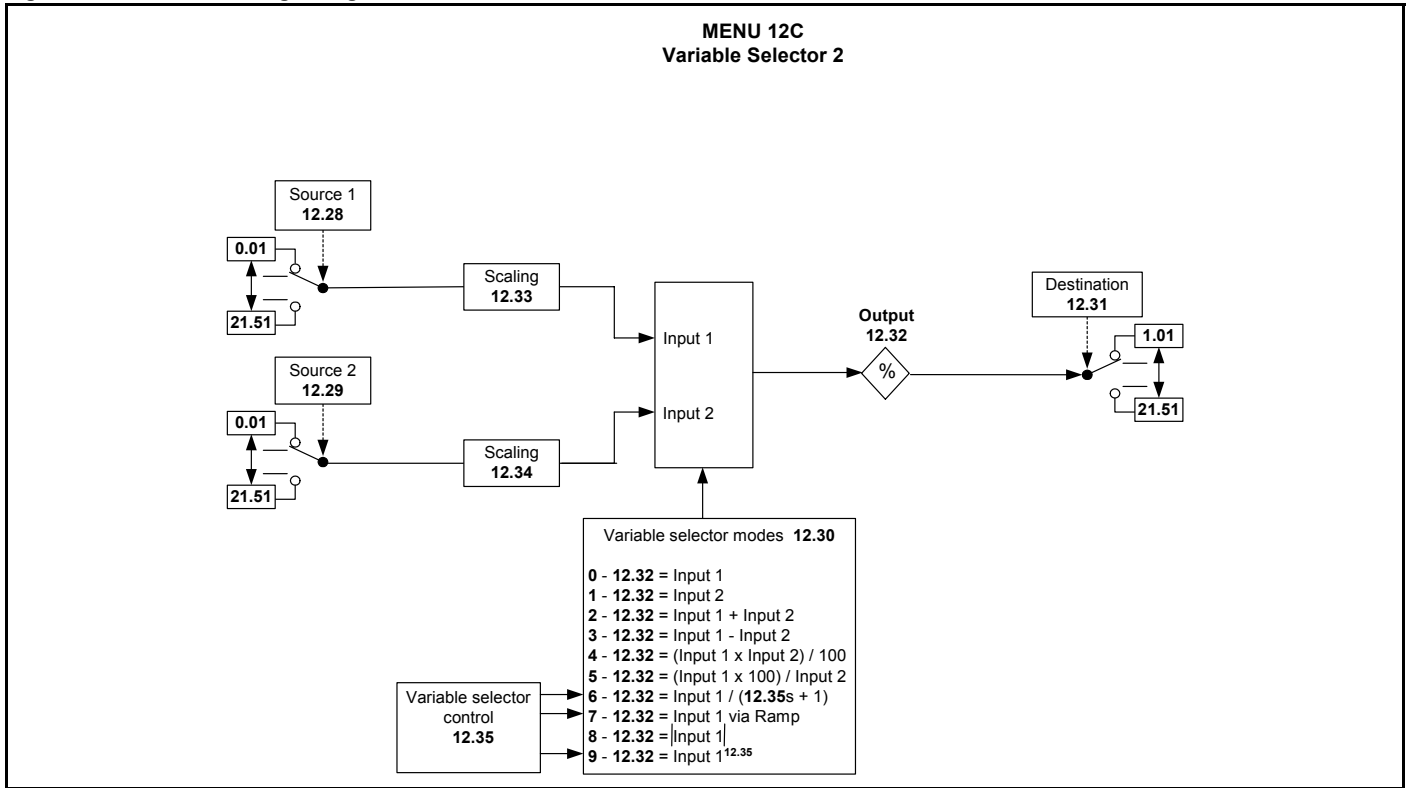 MENU 12C
Variable Selector 2
Source 1
12.28
0.01
21.51
Scaling
12.33
Source 2
12.29
0.01
21.51
Scaling
12.34
Input 1
Input 2
Output
12.32
%
Destination
12.31
1.01
21.51
Variable selector modes 12.30
0 - 12.32 = Input 1
1 - 12.32 = Input 2
2 - 12.32 = Input 1 + Input 2
3 - 12.32 = Input 1 - Input 2
4 - 12.32 = (Input 1 x Input 2) / 100
5 - 12.32 = (Input 1 x 100) / Input 2
6 - 12.32 = Input 1 / (12.35s + 1)
7 - 12.32 = Input 1 via Ramp
8 - 12.32 = |Input 1|
9 - 12.32 = Input 1^12.35
Variable selector
control
12.35